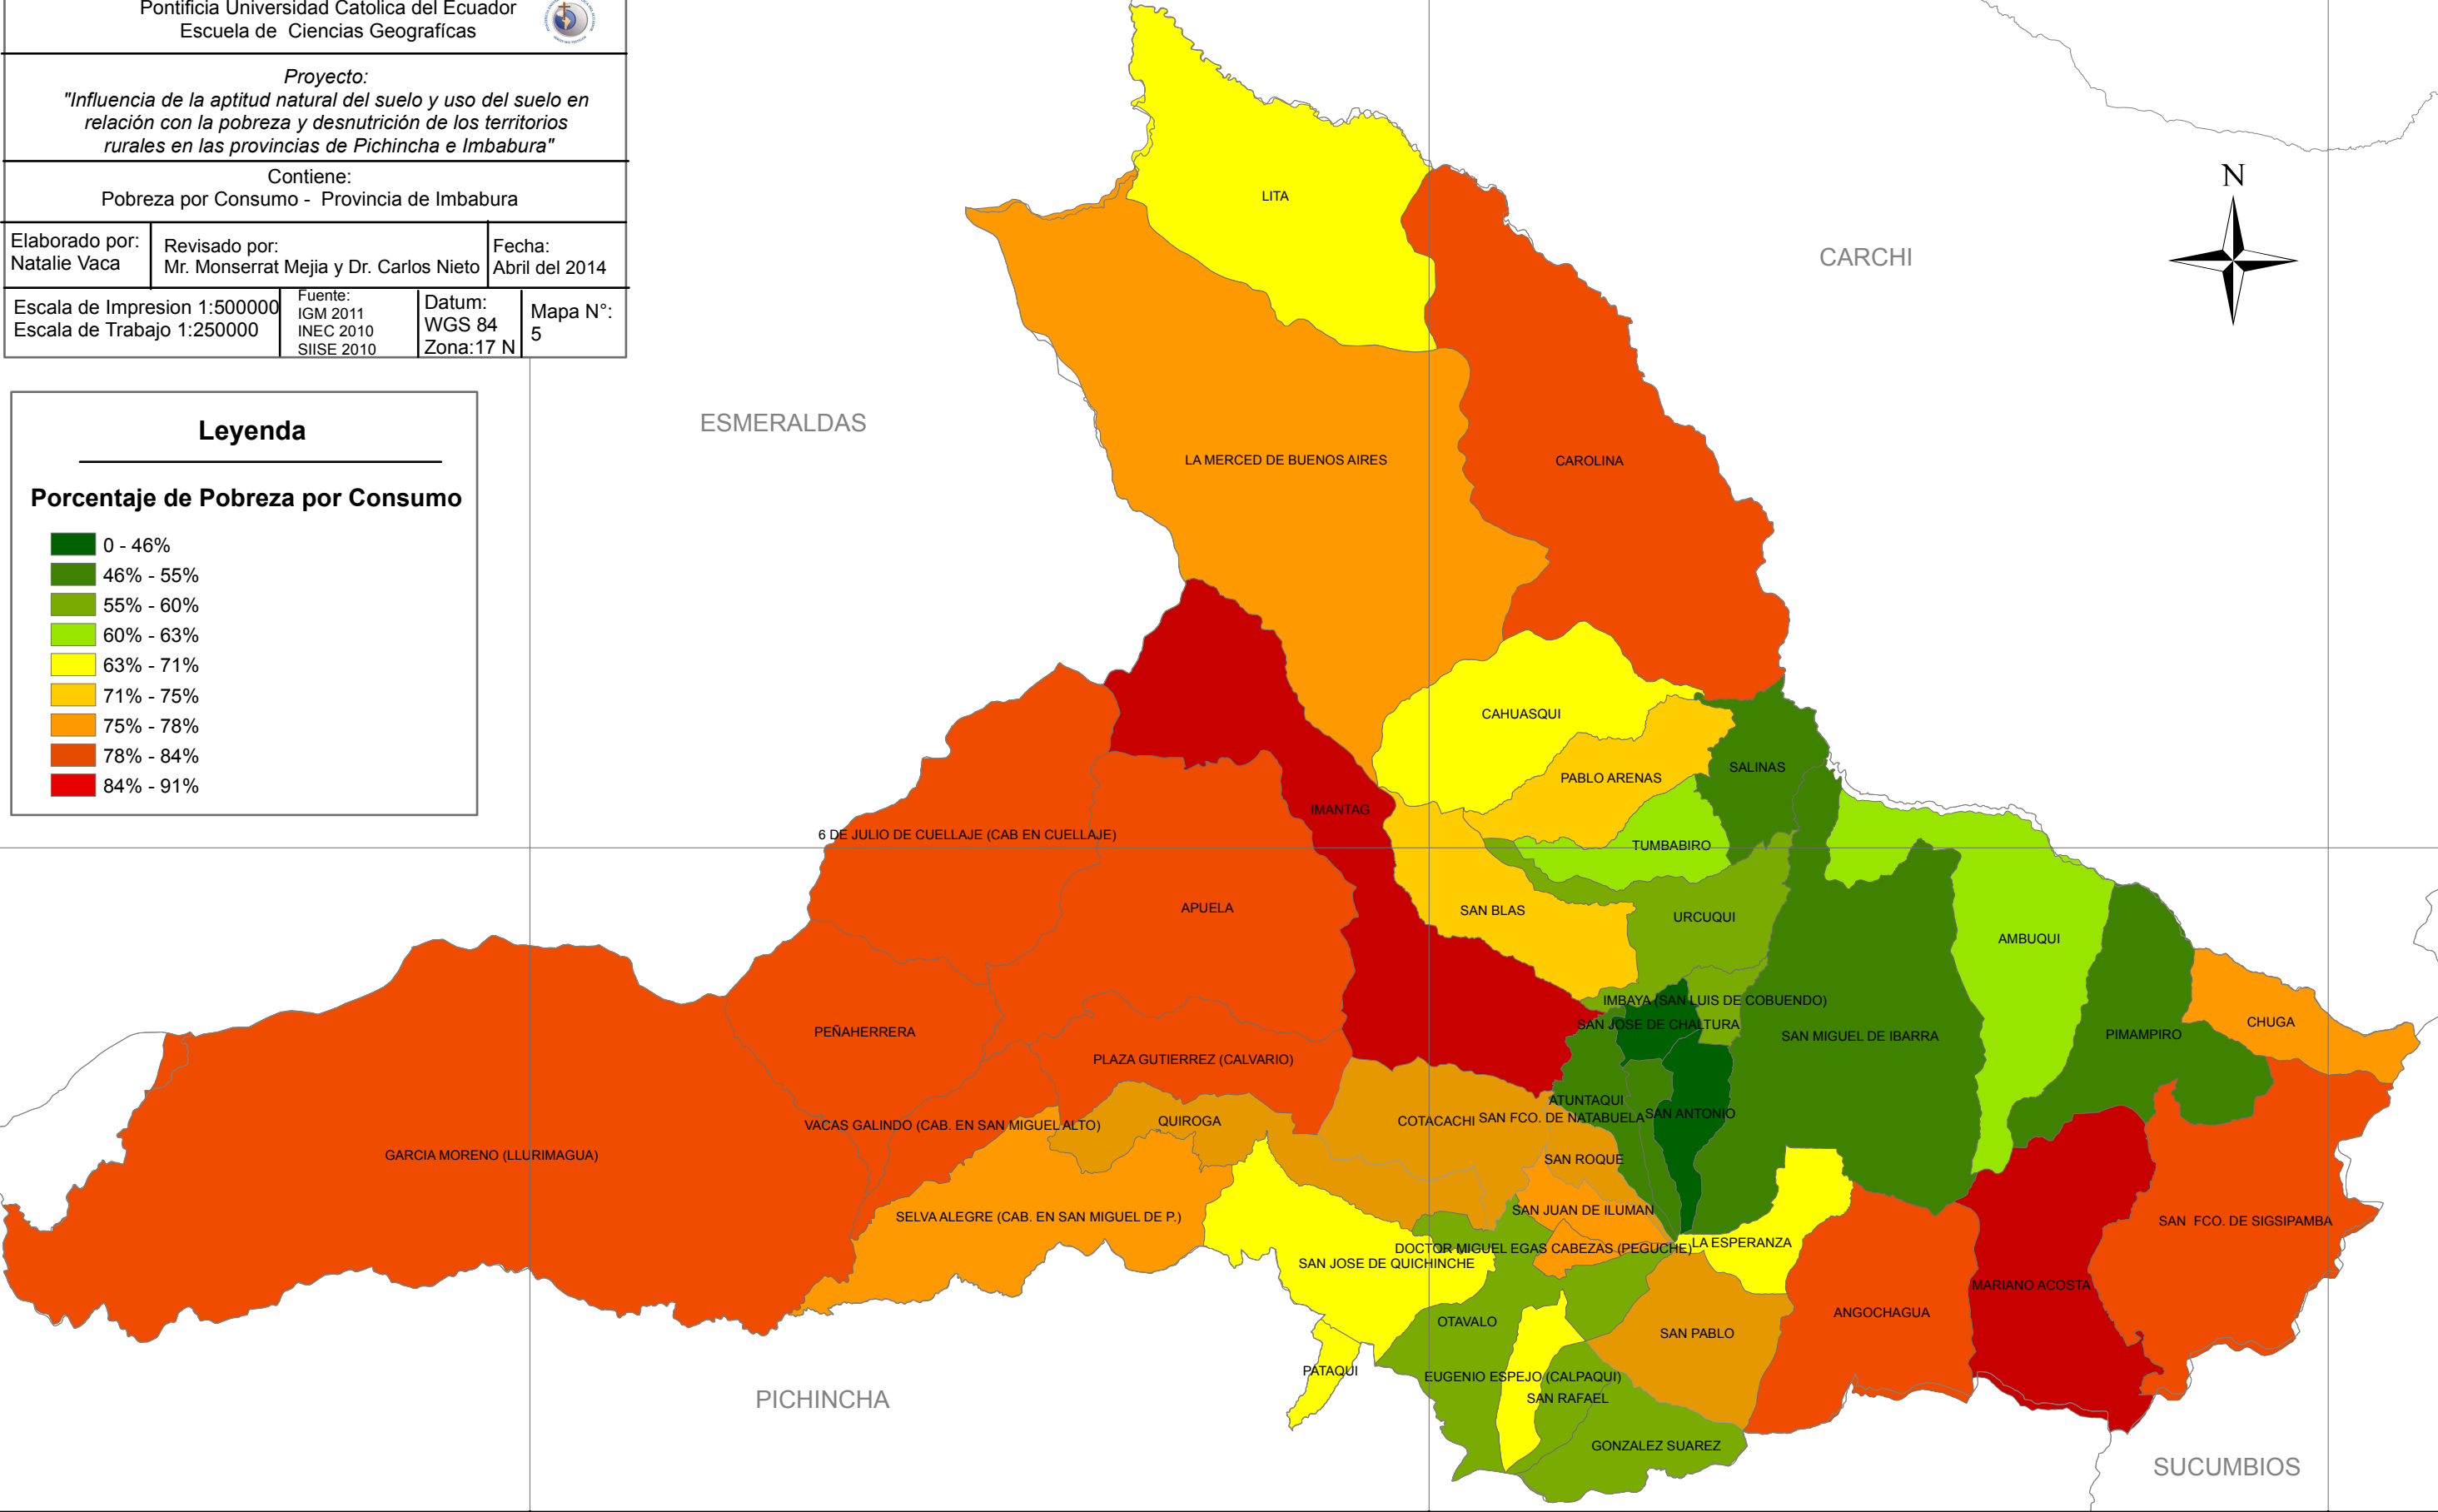 Pontificia Universidad Catolica del Ecuador
Escuela de Ciencias Geografícas
Proyecto:
"Influencia de la aptitud natural del suelo y uso del suelo en
relación con la pobreza y desnutrición de los territorios
rurales en las provincias de Pichincha e Imbabura"
Contiene:
Pobreza por Consumo - Provincia de Imbabura
Elaborado por:
Natalie Vaca
Revisado por:
Mr. Monserrat Mejia y Dr. Carlos Nieto
Fecha:
Abril del 2014
Escala de Impresion 1:500000
Escala de Trabajo 1:250000
Fuente:
IGM 2011
INEC 2010
SIISE 2010
Datum:
WGS 84
Zona:17 N
Mapa N°:
5
Leyenda
Porcentaje de Pobreza por Consumo
0 - 46%
46% - 55%
55% - 60%
60% - 63%
63% - 71%
71% - 75%
75% - 78%
78% - 84%
84% - 91%
N
LITA
CARCHI
ESMERALDAS
LA MERCED DE BUENOS AIRES
CAROLINA
CAHUASQUI
SALINAS
PABLO ARENAS
IMANTAG
6 DE JULIO DE CUELLAJE (CAB EN CUELLAJE)
TUMBABIRO
APUELA
SAN BLAS
URCUQUI
AMBUQUI
IMBAYA (SAN LUIS DE COBUENDO)
SAN JOSE DE CHALTURA
CHUGA
PEÑAHERRERA
SAN MIGUEL DE IBARRA
PIMAMPIRO
PLAZA GUTIERREZ (CALVARIO)
ATUNTAQUI
SAN ANTONIO
SAN FCO. DE NATABUELA
QUIROGA
COTACACHI
VACAS GALINDO (CAB. EN SAN MIGUEL ALTO)
GARCIA MORENO (LLURIMAGUA)
SAN ROQUE
SAN JUAN DE ILUMAN
SELVA ALEGRE (CAB. EN SAN MIGUEL DE P.)
SAN FCO. DE SIGSIPAMBA
LA ESPERANZA
DOCTOR MIGUEL EGAS CABEZAS (PEGUCHE)
SAN JOSE DE QUICHINCHE
MARIANO ACOSTA
ANGOCHAGUA
OTAVALO
SAN PABLO
PATAQUI
EUGENIO ESPEJO (CALPAQUI)
SAN RAFAEL
PICHINCHA
GONZALEZ SUAREZ
SUCUMBIOS